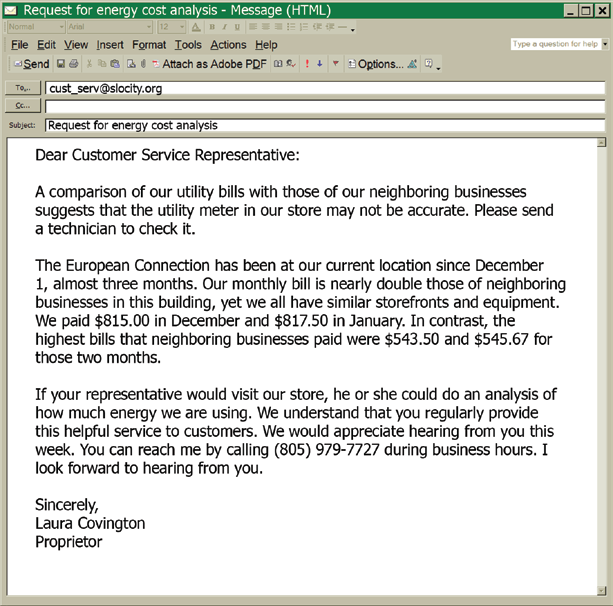 Request for energy cost analysis - Message (HTML)
Normal Arial 12 A B I U
File Edit View Insert Format Tools Actions Help Type a question for help
Send Attach as Adobe PDF Options...
To... cust_serv@slocity.org
Cc...
Subject: Request for energy cost analysis
Dear Customer Service Representative:
A comparison of our utility bills with those of our neighboring businesses
suggests that the utility meter in our store may not be accurate. Please send
a technician to check it.
The European Connection has been at our current location since December
1, almost three months. Our monthly bill is nearly double those of neighboring
businesses in this building, yet we all have similar storefronts and equipment.
We paid $815.00 in December and $817.50 in January. In contrast, the
highest bills that neighboring businesses paid were $543.50 and $545.67 for
those two months.
If your representative would visit our store, he or she could do an analysis of
how much energy we are using. We understand that you regularly provide
this helpful service to customers. We would appreciate hearing from you this
week. You can reach me by calling (805) 979-7727 during business hours. I
look forward to hearing from you.
Sincerely,
Laura Covington
Proprietor